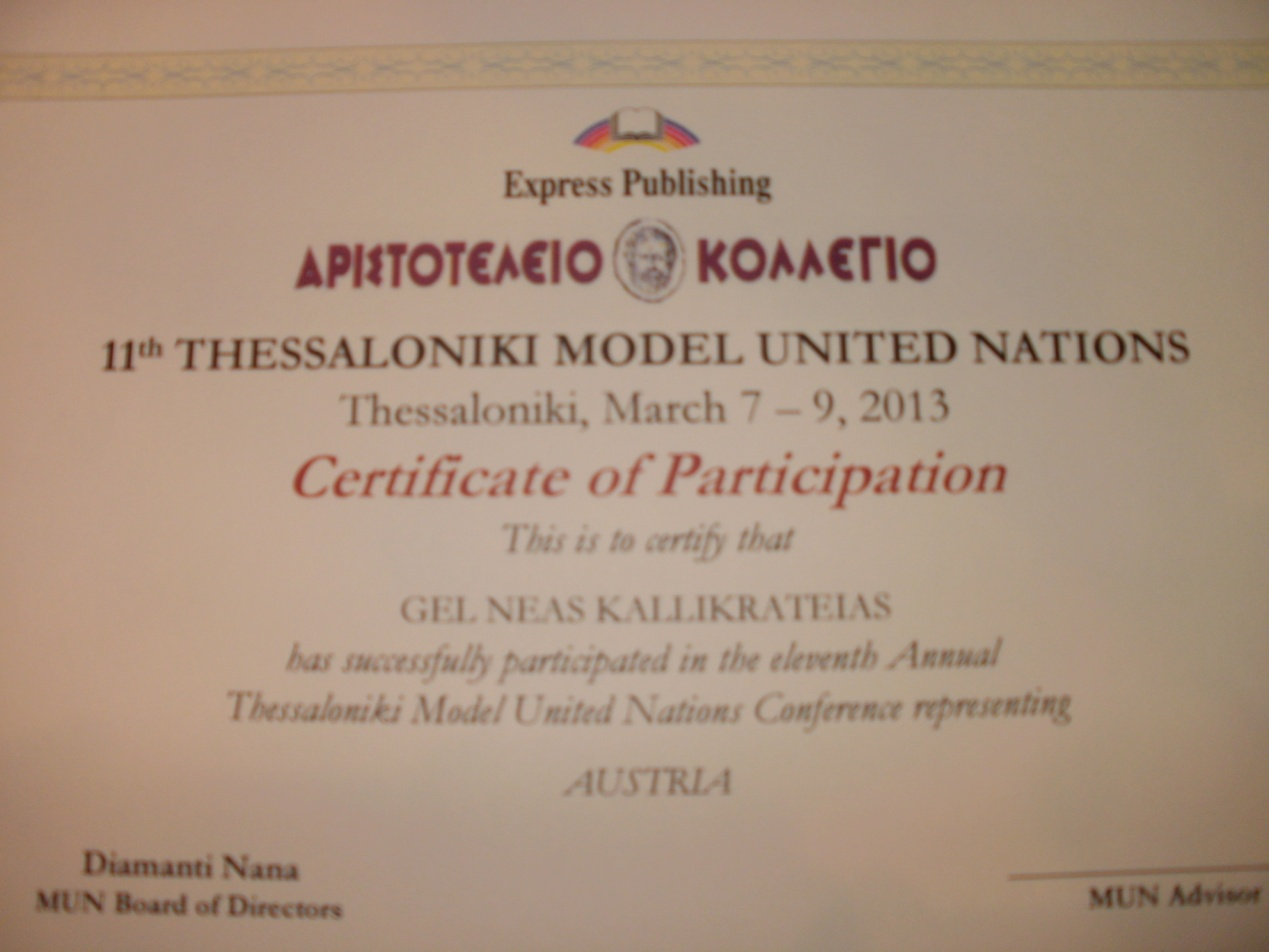 Express Publishing
ΑΡΙΣΤΟΤΕΛΕΙΟ ΚΟΛΛΕΓΙΟ
11th THESSALONIKI MODEL UNITED NATIONS
Thessaloniki, March 7 – 9, 2013
Certificate of Participation
This is to certify that
GEL NEAS KALLIKRATEIAS
has successfully participated in the eleventh Annual
Thessaloniki Model United Nations Conference representing
AUSTRIA
Diamanti Nana
MUN Board of Directors
MUN Advisor